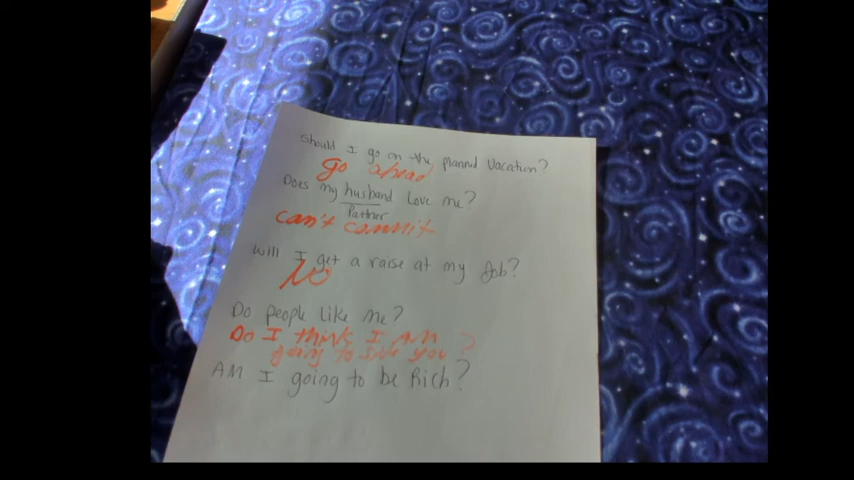 Should I go on the planned vacation?
go ahead
Does my husband love me?
Partner
can't commit
Will I get a raise at my Job?
No
Do people like me?
Do I think I am ?
going to you
AM I going to be Rich?